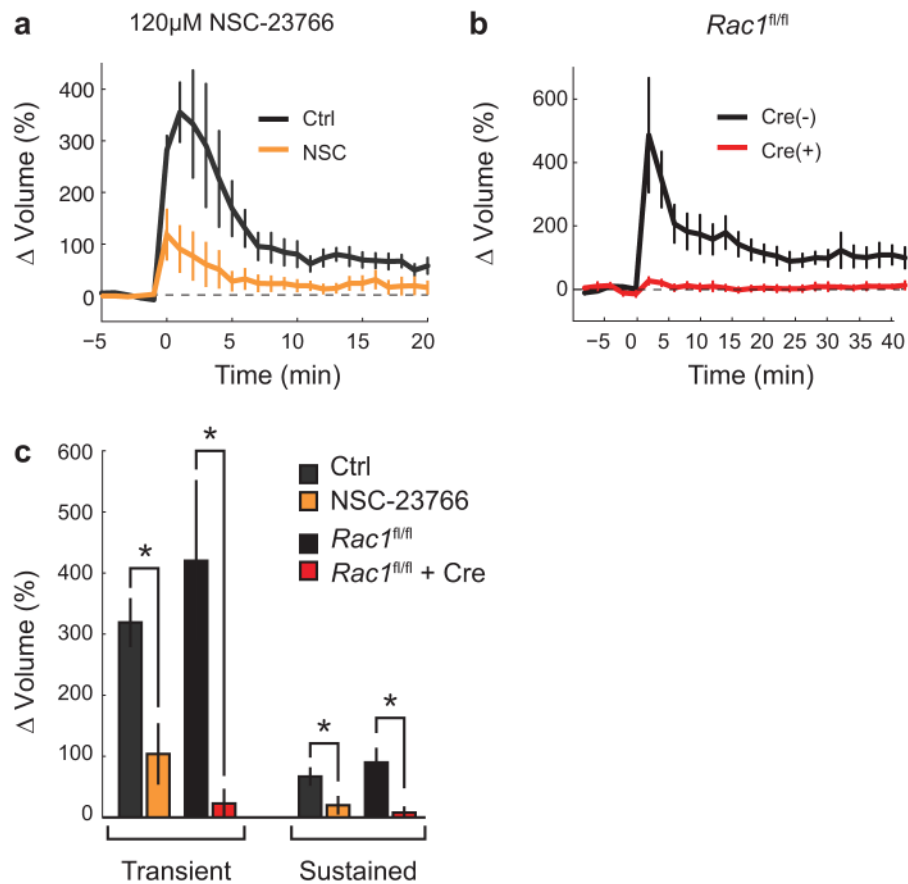 a 120µM NSC-23766
Δ Volume (%)
400
300
200
100
0
Ctrl
NSC
−5 0 5 10 15 20
Time (min)
b Rac1fl/fl
Δ Volume (%)
600
400
200
0
Cre(-)
Cre(+)
−5 0 5 10 15 20 25 30 35 40
Time (min)
c
Δ Volume (%)
600
500
400
300
200
100
0
* * * *
Ctrl
NSC-23766
Rac1fl/fl
Rac1fl/fl + Cre
Transient Sustained